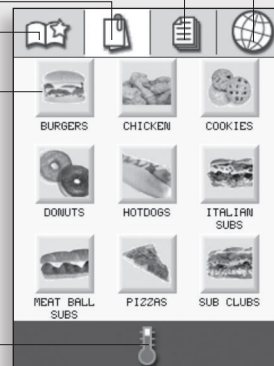 BURGERS
CHICKEN
COOKIES
DONUTS
HOTDOGS
ITALIAN
SUBS
MEAT BALL
SUBS
PIZZAS
SUB CLUBS